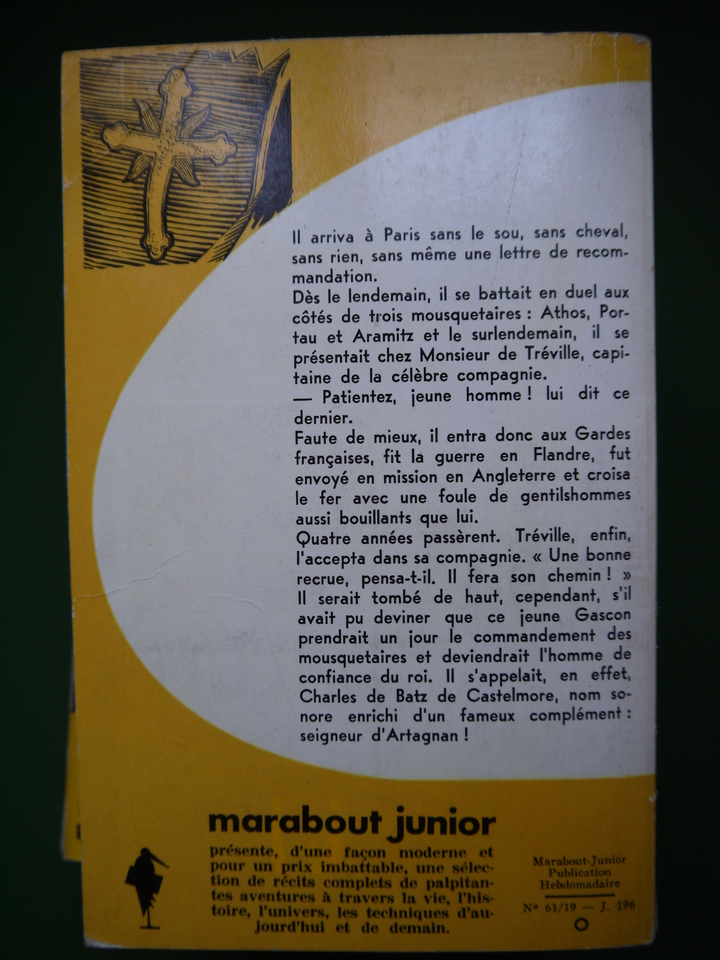 Il arriva à Paris sans le sou, sans cheval,
sans rien, sans même une lettre de recom-
mandation.
Dès le lendemain, il se battait en duel aux
côtés de trois mousquetaires : Athos, Por-
tau et Aramitz et le surlendemain, il se
présentait chez Monsieur de Tréville, capi-
taine de la célèbre compagnie.
— Patientez, jeune homme ! lui dit ce
dernier.
Faute de mieux, il entra donc aux Gardes
françaises, fit la guerre en Flandre, fut
envoyé en mission en Angleterre et croisa
le fer avec une foule de gentilshommes
aussi bouillants que lui.
Quatre années passèrent. Tréville, enfin,
l'accepta dans sa compagnie. « Une bonne
recrue, pensa-t-il. Il fera son chemin ! »
Il serait tombé de haut, cependant, s'il
avait pu deviner que ce jeune Gascon
prendrait un jour le commandement des
mousquetaires et deviendrait l'homme de
confiance du roi. Il s'appelait, en effet,
Charles de Batz de Castelmore, nom so-
nore enrichi d'un fameux complément :
seigneur d'Artagnan !
marabout junior
présente, d'une façon moderne et
pour un prix imbattable, une sélec-
tion de récits complets de palpitan-
tes aventures à travers la vie, l'his-
toire, l'univers, les techniques d'au-
jourd'hui et de demain.
Marabout-Junior
Publication
Hebdomadaire
Nº 61/19 — J. 196